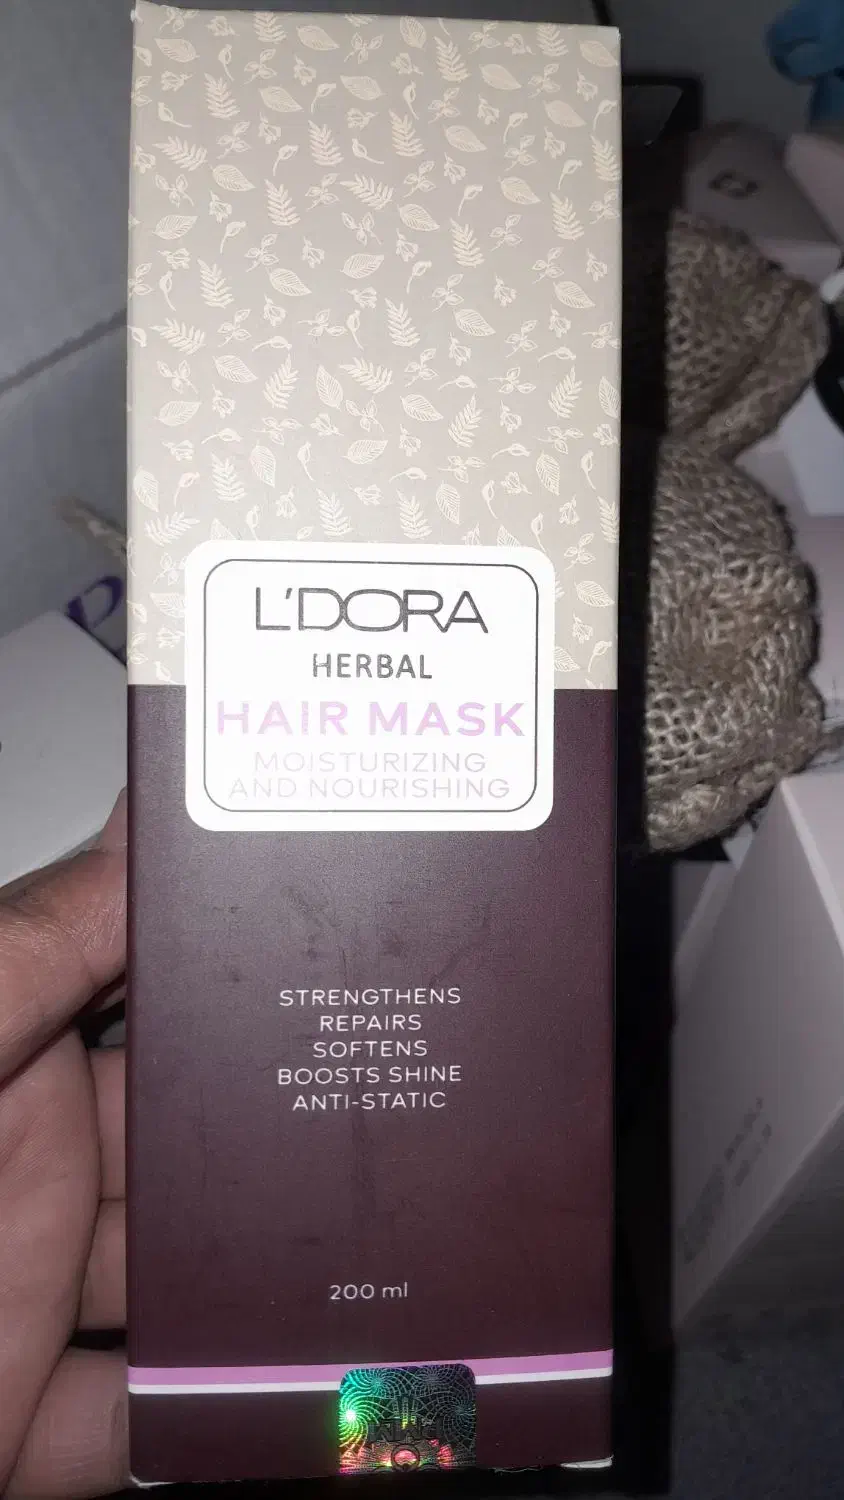 L'DORA
HERBAL
HAIR MASK
MOISTURIZING
AND NOURISHING
STRENGTHENS
REPAIRS
SOFTENS
BOOSTS SHINE
ANTI-STATIC
200 ml